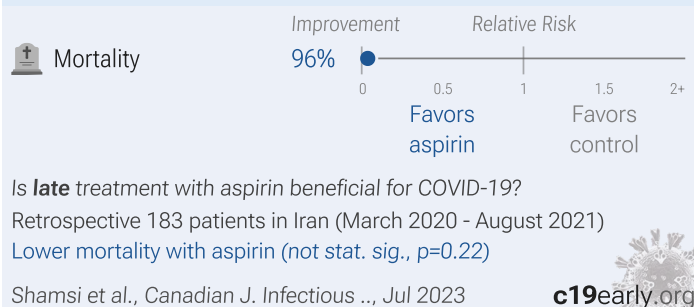 Improvement Relative Risk
Mortality 96%
0 0.5 1 1.5 2+
Favors Favors
aspirin control
Is late treatment with aspirin beneficial for COVID-19?
Retrospective 183 patients in Iran (March 2020 - August 2021)
Lower mortality with aspirin (not stat. sig., p=0.22)
Shamsi et al., Canadian J. Infectious .., Jul 2023 c19early.org